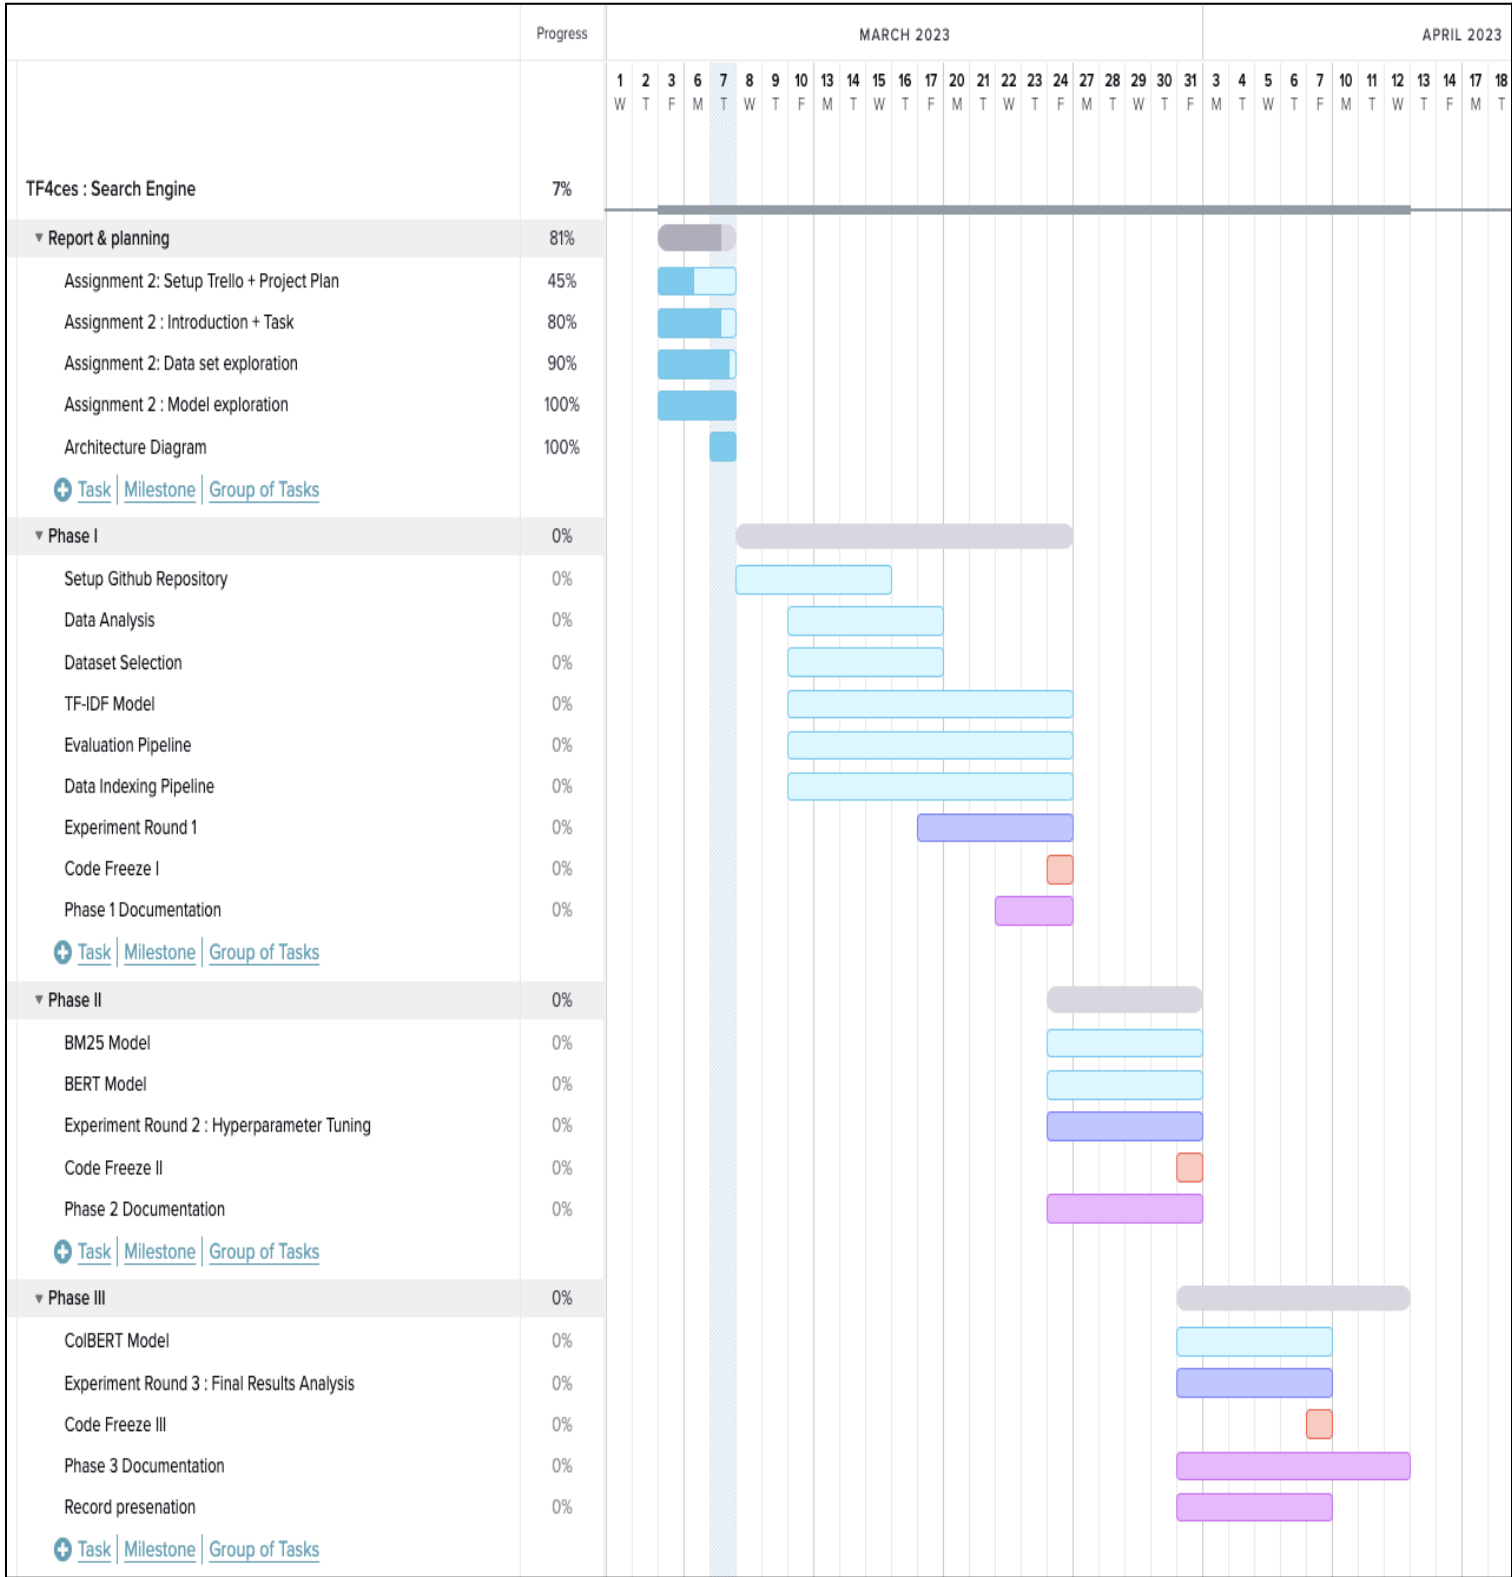 Progress MARCH 2023 APRIL 2023
1 2 3 6 7 8 9 10 13 14 15 16 17 20 21 22 23 24 27 28 29 30 31 3 4 5 6 7 10 11 12 13 14 17 18
W T F M T W T F M T W T F M T W T F M T W T F M T W T F M T W T F M T
TF4ces : Search Engine 7%
▼ Report & planning 81%
Assignment 2: Setup Trello + Project Plan 45%
Assignment 2 : Introduction + Task 80%
Assignment 2: Data set exploration 90%
Assignment 2 : Model exploration 100%
Architecture Diagram 100%
Task | Milestone | Group of Tasks
▼ Phase I 0%
Setup Github Repository 0%
Data Analysis 0%
Dataset Selection 0%
TF-IDF Model 0%
Evaluation Pipeline 0%
Data Indexing Pipeline 0%
Experiment Round 1 0%
Code Freeze I 0%
Phase 1 Documentation 0%
Task | Milestone | Group of Tasks
▼ Phase II 0%
BM25 Model 0%
BERT Model 0%
Experiment Round 2 : Hyperparameter Tuning 0%
Code Freeze II 0%
Phase 2 Documentation 0%
Task | Milestone | Group of Tasks
▼ Phase III 0%
ColBERT Model 0%
Experiment Round 3 : Final Results Analysis 0%
Code Freeze III 0%
Phase 3 Documentation 0%
Record presenation 0%
Task | Milestone | Group of Tasks